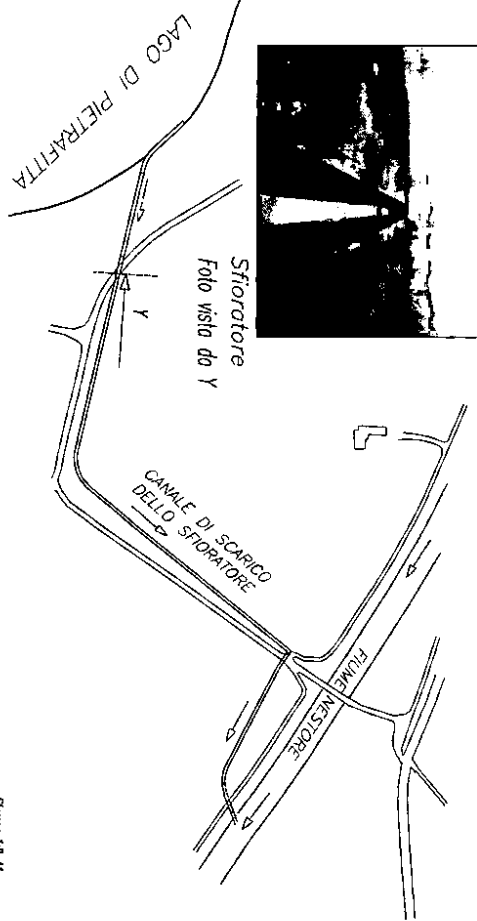 LAGO DI PIETRAFITTA
Sfioratore
Foto vista da Y
Y
CANALE DI SCARICO
DELLO SFIORATORE
FIUME NESTORE